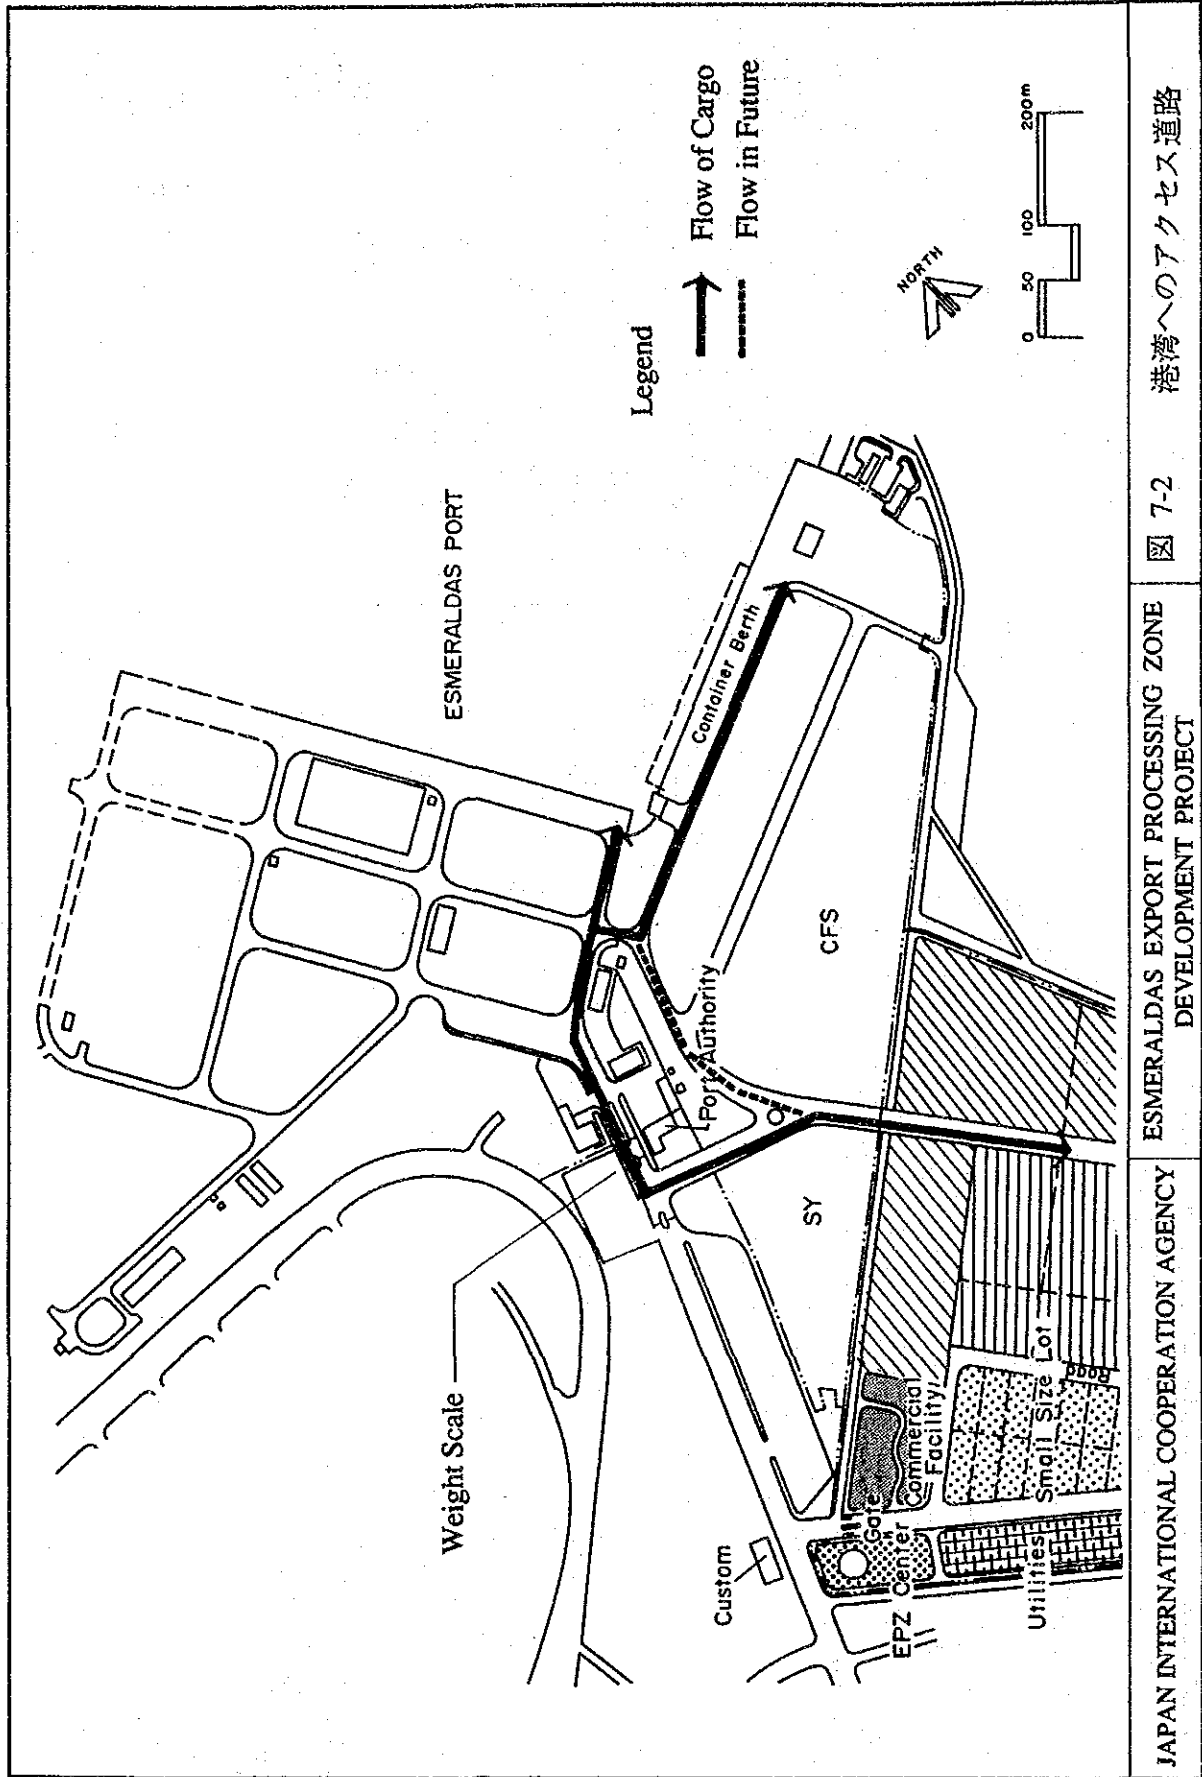 ESMERALDAS PORT
Legend
Flow of Cargo
Flow in Future
NORTH
0 50 100 200m
Container Berth
Port Authority
CFS
SY
Weight Scale
Custom
Gate
EPZ Center
Commercial
Facility
Utilities
Small Size Lot
Road
JAPAN INTERNATIONAL COOPERATION AGENCY
ESMERALDAS EXPORT PROCESSING ZONE
DEVELOPMENT PROJECT
図 7-2 港湾へのアクセス道路